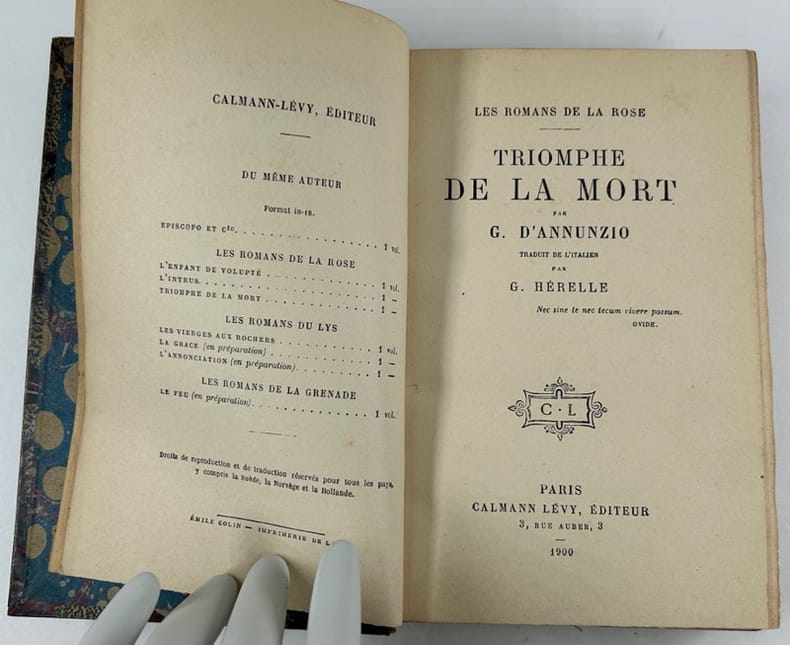 CALMANN-LÉVY, ÉDITEUR
DU MÊME AUTEUR
Format in-18.
EPISCOPO ET Cie. . . . . . . . . . . . . . . . 1 vol.
LES ROMANS DE LA ROSE
L'ENFANT DE VOLUPTÉ . . . . . . . . . . . . . 1 vol.
L'INTRUS. . . . . . . . . . . . . . . . . . . 1 —
TRIOMPHE DE LA MORT . . . . . . . . . . . . . 1 —
LES ROMANS DU LYS
LES VIERGES AUX ROCHERS . . . . . . . . . . . 1 vol.
LA GRACE (en préparation) . . . . . . . . . . 1 —
L'ANNONCIATION (en préparation). . . . . . . . 1 —
LES ROMANS DE LA GRENADE
LE FEU (en préparation). . . . . . . . . . . . 1 vol.
Droits de reproduction et de traduction réservés pour tous les pays,
y compris la Suède, la Norvège et la Hollande.
ÉMILE COLIN — IMPRIMERIE DE
LES ROMANS DE LA ROSE
TRIOMPHE
DE LA MORT
PAR
G. D'ANNUNZIO
TRADUIT DE L'ITALIEN
PAR
G. HÉRELLE
Nec sine te nec tecum vivere possum.
OVIDE.
C · L
PARIS
CALMANN LÉVY, ÉDITEUR
3, RUE AUBER, 3
1900